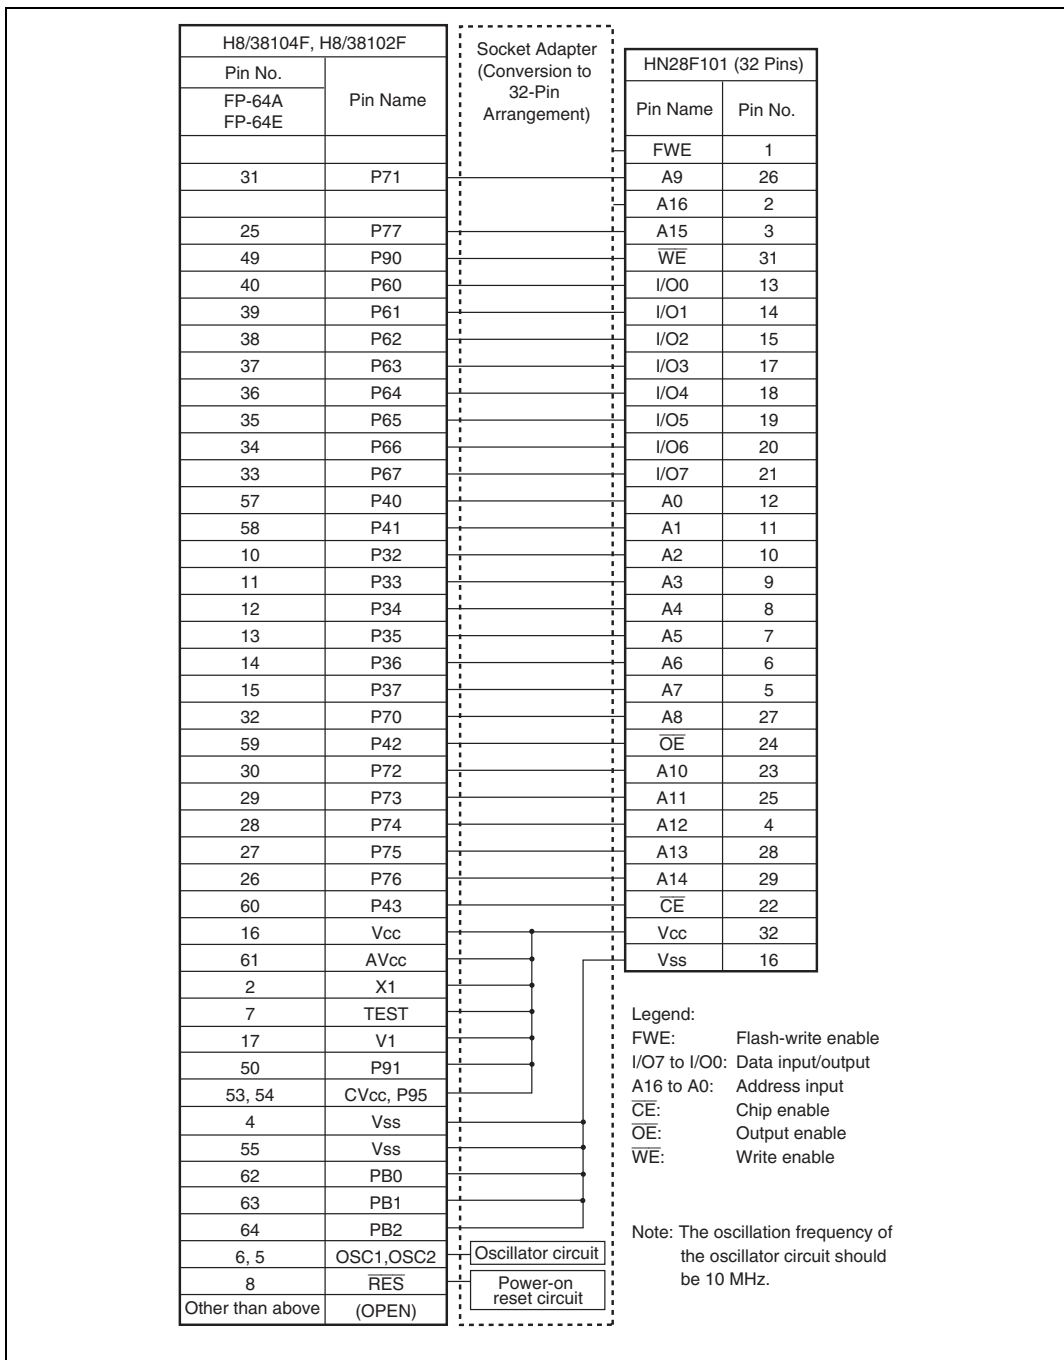 H8/38104F, H8/38102F
Pin No.
FP-64A
FP-64E
Pin Name
31 P71
25 P77
49 P90
40 P60
39 P61
38 P62
37 P63
36 P64
35 P65
34 P66
33 P67
57 P40
58 P41
10 P32
11 P33
12 P34
13 P35
14 P36
15 P37
32 P70
59 P42
30 P72
29 P73
28 P74
27 P75
26 P76
60 P43
16 Vcc
61 AVcc
2 X1
7 TEST
17 V1
50 P91
53, 54 CVcc, P95
4 Vss
55 Vss
62 PB0
63 PB1
64 PB2
6, 5 OSC1,OSC2
8 R̅E̅S̅
Other than above (OPEN)
Socket Adapter
(Conversion to
32-Pin
Arrangement)
Oscillator circuit
Power-on
reset circuit
HN28F101 (32 Pins)
Pin Name Pin No.
FWE 1
A9 26
A16 2
A15 3
W̅E̅ 31
I/O0 13
I/O1 14
I/O2 15
I/O3 17
I/O4 18
I/O5 19
I/O6 20
I/O7 21
A0 12
A1 11
A2 10
A3 9
A4 8
A5 7
A6 6
A7 5
A8 27
O̅E̅ 24
A10 23
A11 25
A12 4
A13 28
A14 29
C̅E̅ 22
Vcc 32
Vss 16
Legend:
FWE: Flash-write enable
I/O7 to I/O0: Data input/output
A16 to A0: Address input
C̅E̅: Chip enable
O̅E̅: Output enable
W̅E̅: Write enable
Note: The oscillation frequency of
the oscillator circuit should
be 10 MHz.